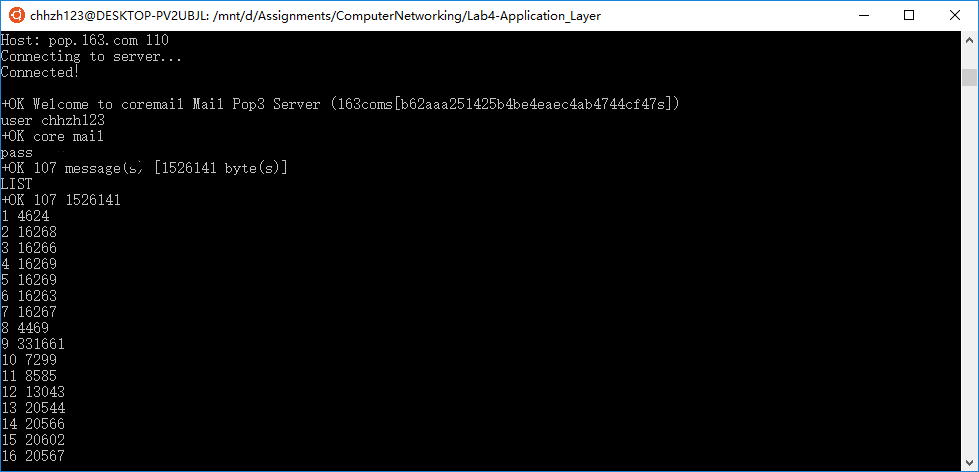 chhzh123@DESKTOP-PV2UBJL: /mnt/d/Assignments/ComputerNetworking/Lab4-Application_Layer
Host: pop.163.com 110
Connecting to server...
Connected!
+OK Welcome to coremail Mail Pop3 Server (163coms[b62aaa251425b4be4eaec4ab4744cf47s])
user chhzh123
+OK core mail
pass
+OK 107 message(s) [1526141 byte(s)]
LIST
+OK 107 1526141
1 4624
2 16268
3 16266
4 16269
5 16269
6 16263
7 16267
8 4469
9 331661
10 7299
11 8585
12 13043
13 20544
14 20566
15 20602
16 20567